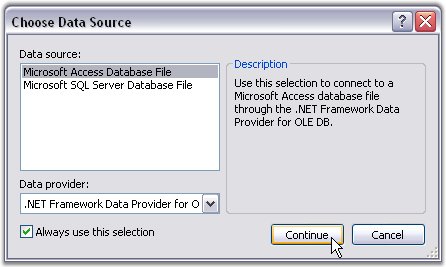 Choose Data Source
Data source:
Microsoft Access Database File
Microsoft SQL Server Database File
Description
Use this selection to connect to a
Microsoft Access database file
through the .NET Framework Data
Provider for OLE DB.
Data provider:
.NET Framework Data Provider for O
Always use this selection
Continue
Cancel